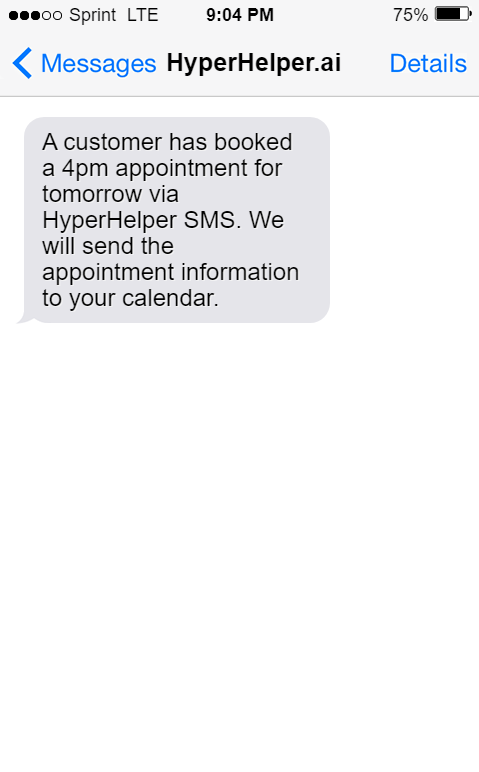 Sprint LTE 9:04 PM 75%
Messages HyperHelper.ai Details
A customer has booked
a 4pm appointment for
tomorrow via
HyperHelper SMS. We
will send the
appointment information
to your calendar.